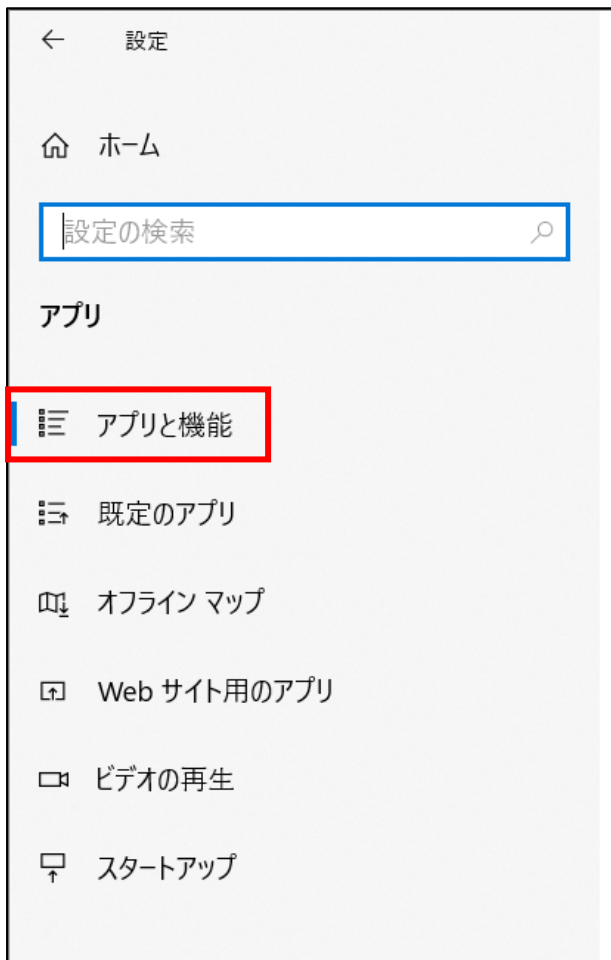 設定
ホーム
設定の検索
アプリ
アプリと機能
既定のアプリ
オフライン マップ
Web サイト用のアプリ
ビデオの再生
スタートアップ